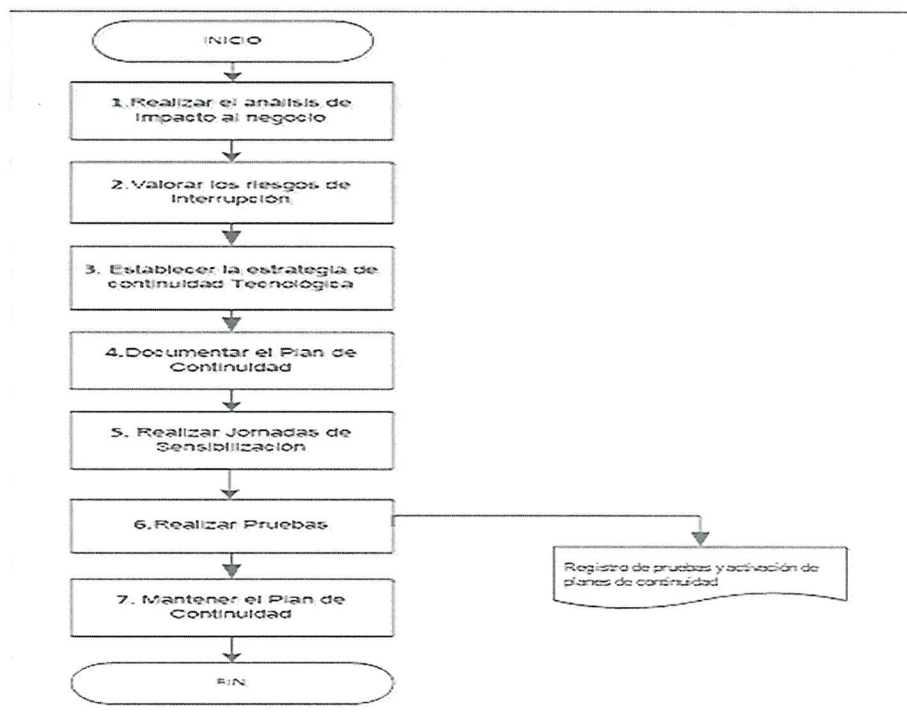 INICIO
1.Realizar el análisis de
Impacto al negocio
2.Valorar los riesgos de
Interrupción
3. Establecer la estrategia de
continuidad Tecnológica
4.Documentar el Plan de
Continuidad
5. Realizar Jornadas de
Sensibilización
6.Realizar Pruebas
Registro de pruebas y activación de
planes de continuidad
7. Mantener el Plan de
Continuidad
FIN